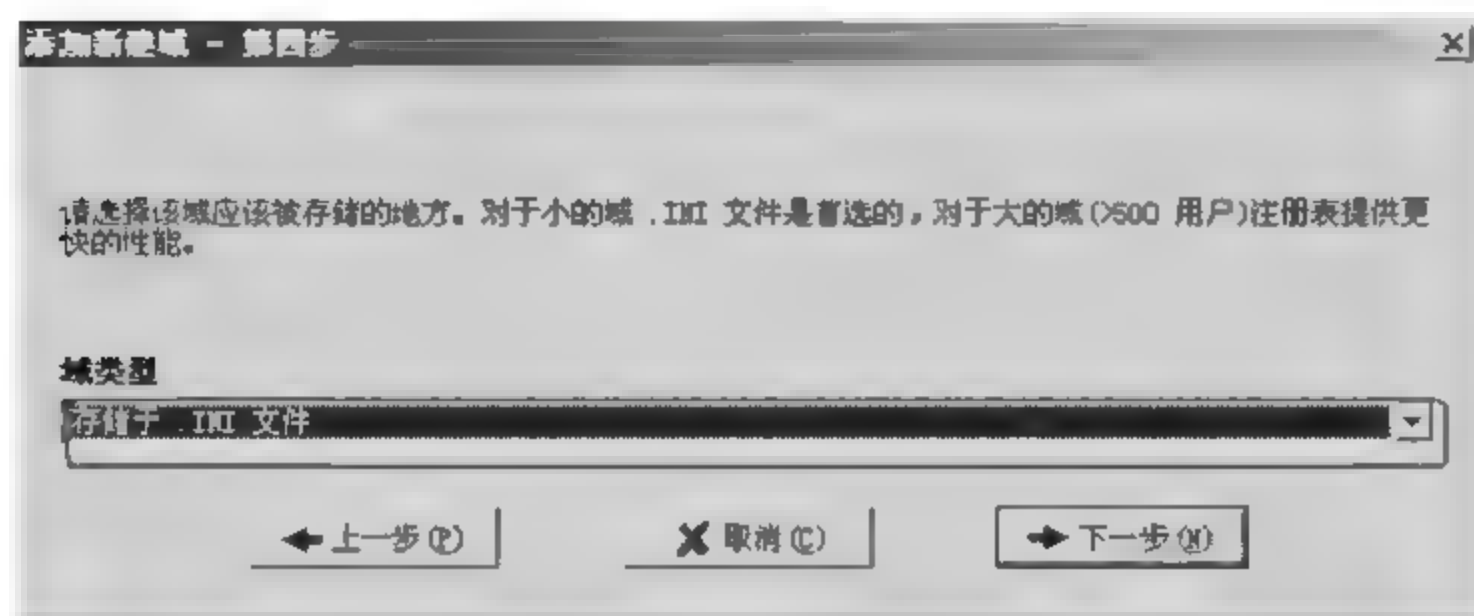 添加新建域 - 第四步
请选择该域应该被存储的地方。对于小的域 .INI 文件是首选的，对于大的域(>500 用户)注册表提供更
快的性能。
域类型
存储于 .INI 文件
上一步(P) 取消(C) 下一步(N)